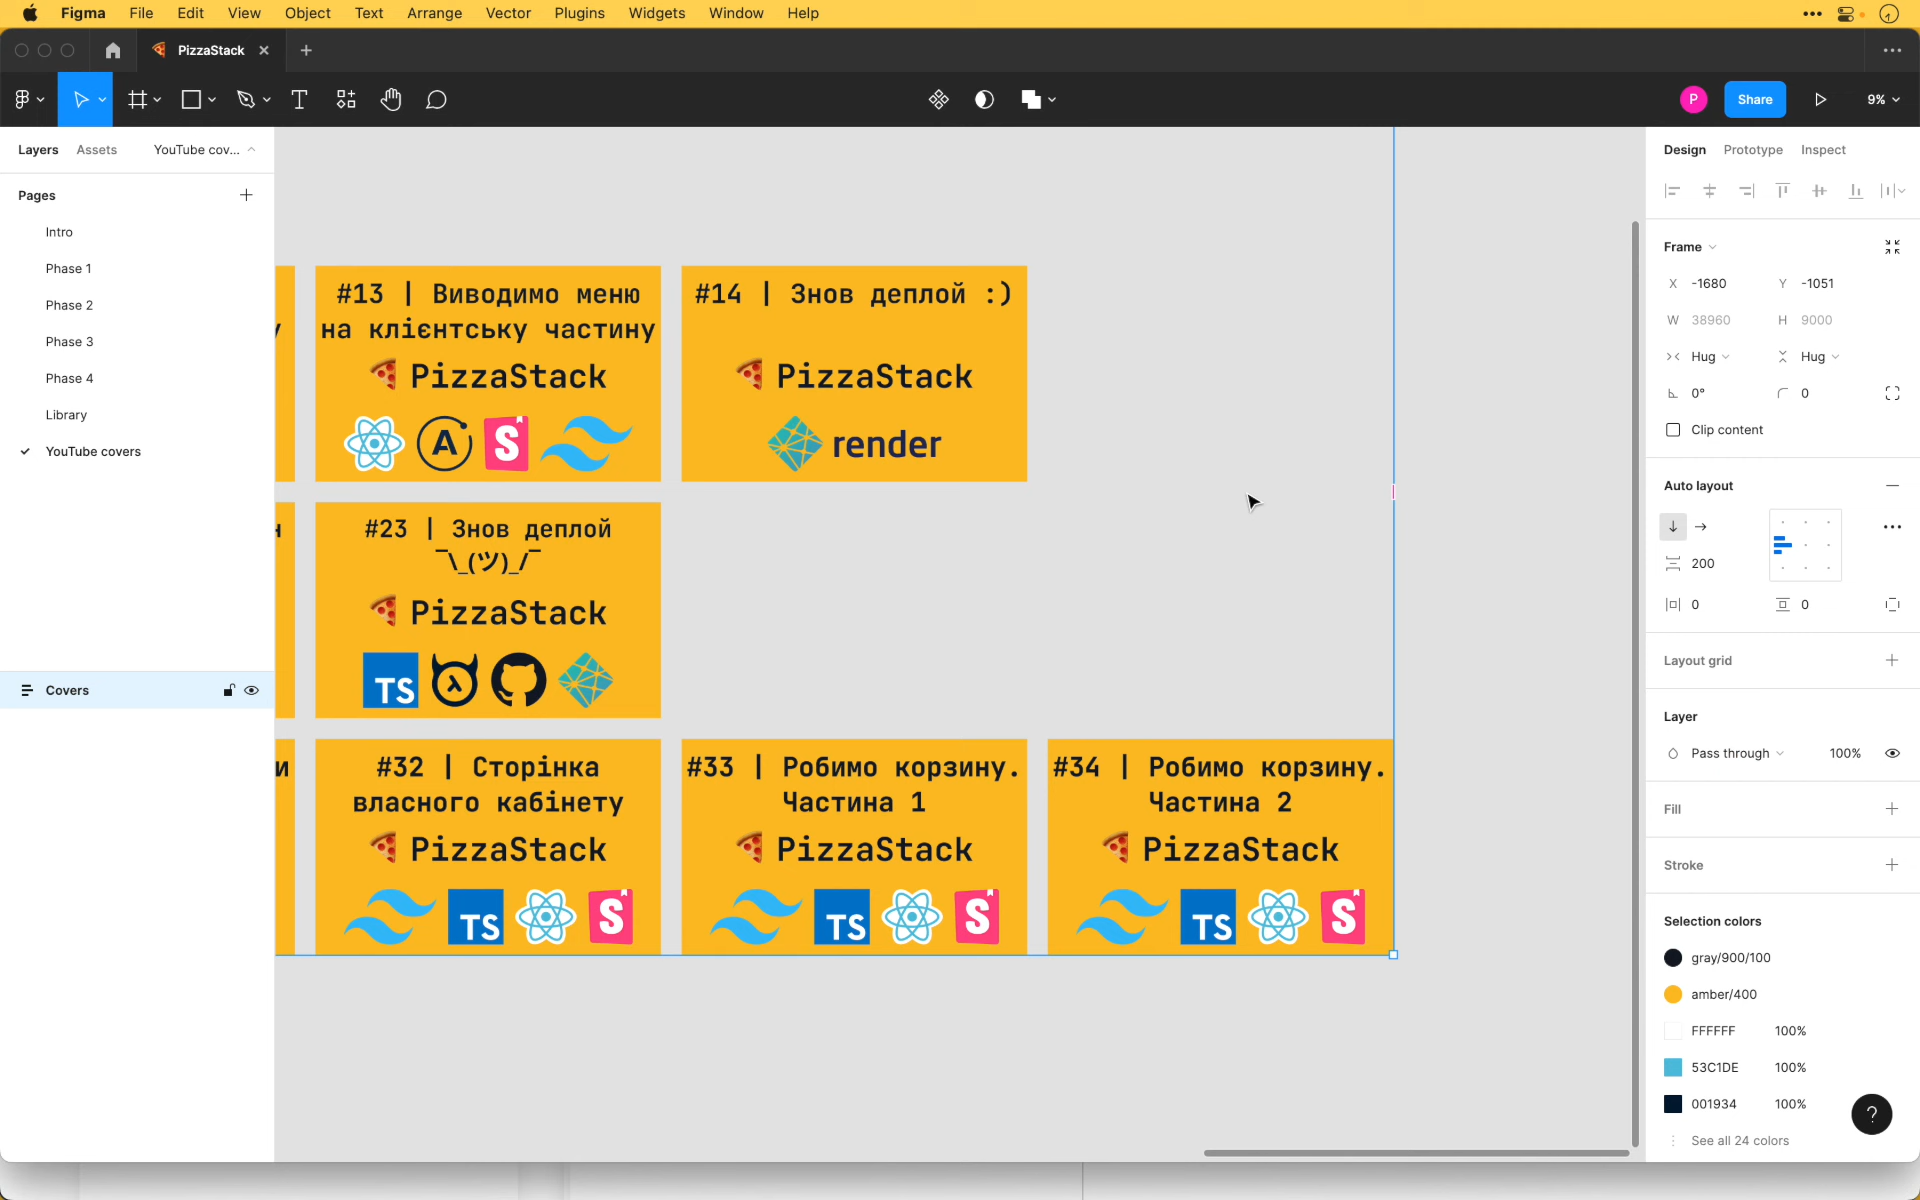 Figma File Edit View Object Text Arrange Vector Plugins Widgets Window Help
PizzaStack
P
Share
9%
Layers Assets YouTube cov...
Pages
Intro
Phase 1
Phase 2
Phase 3
Phase 4
Library
YouTube covers
Covers
#13 | Виводимо меню
на клієнтську частину
PizzaStack
A S
#14 | Знов деплой :)
PizzaStack
render
#23 | Знов деплой
¯\_(ツ)_/¯
PizzaStack
TS λ
и
#32 | Сторінка
власного кабінету
PizzaStack
TS S
#33 | Робимо корзину.
Частина 1
PizzaStack
TS S
#34 | Робимо корзину.
Частина 2
PizzaStack
TS S
Design Prototype Inspect
Frame
X -1680 Y -1051
W 38960 H 9000
Hug Hug
0° 0
Clip content
Auto layout
200
0 0
Layout grid
Layer
Pass through 100%
Fill
Stroke
Selection colors
gray/900/100
amber/400
FFFFFF 100%
53C1DE 100%
001934 100%
See all 24 colors
?